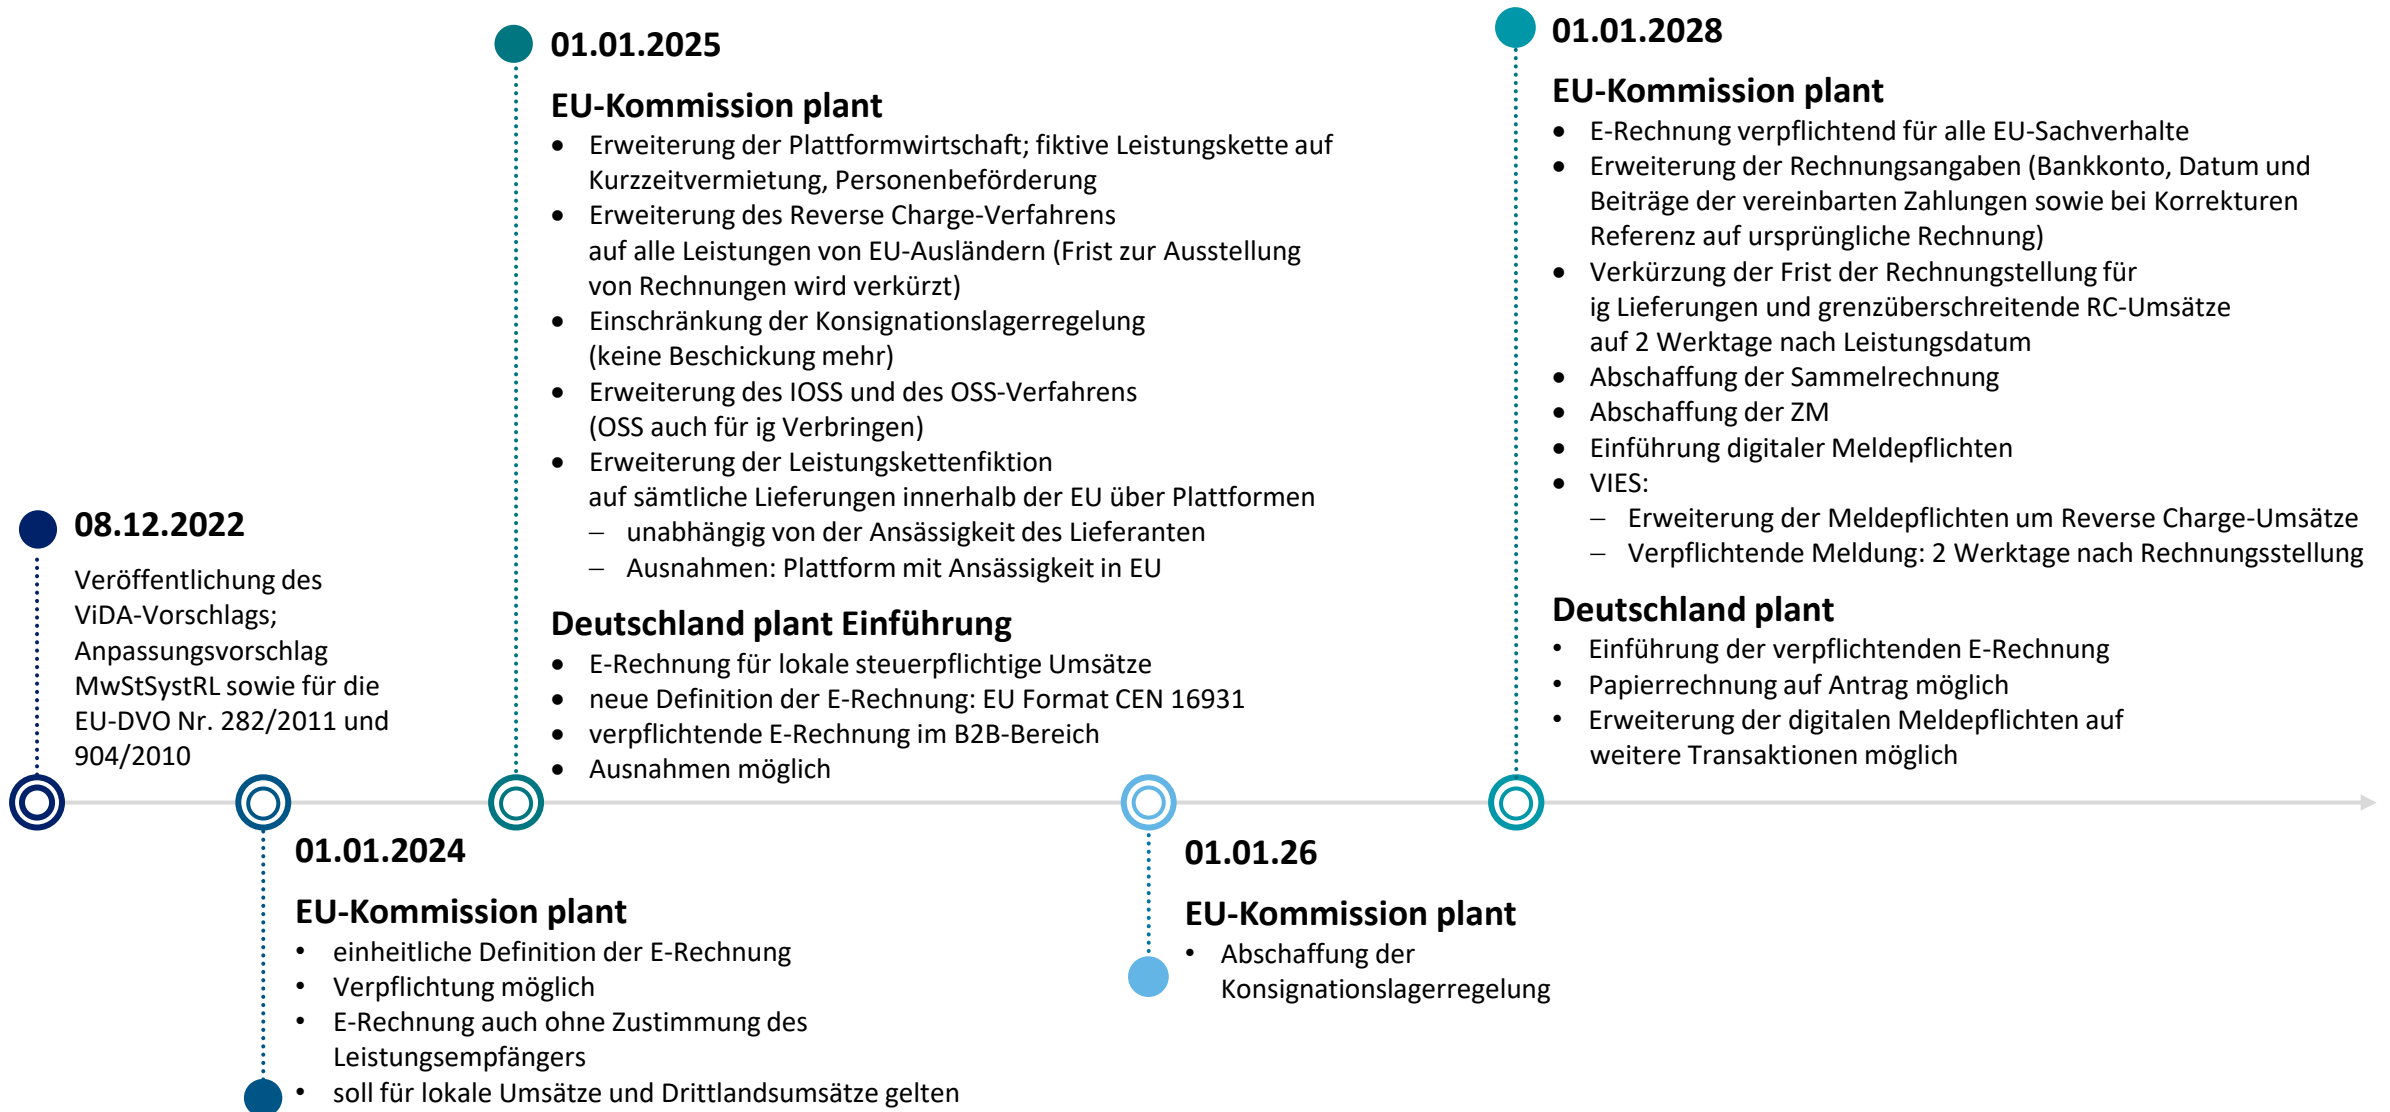 08.12.2022
Veröffentlichung des
ViDA-Vorschlags;
Anpassungsvorschlag
MwStSystRL sowie für die
EU-DVO Nr. 282/2011 und
904/2010
01.01.2024
EU-Kommission plant
• einheitliche Definition der E-Rechnung
• Verpflichtung möglich
• E-Rechnung auch ohne Zustimmung des
Leistungsempfängers
• soll für lokale Umsätze und Drittlandsumsätze gelten
01.01.2025
EU-Kommission plant
• Erweiterung der Plattformwirtschaft; fiktive Leistungskette auf
Kurzzeitvermietung, Personenbeförderung
• Erweiterung des Reverse Charge-Verfahrens
auf alle Leistungen von EU-Ausländern (Frist zur Ausstellung
von Rechnungen wird verkürzt)
• Einschränkung der Konsignationslagerregelung
(keine Beschickung mehr)
• Erweiterung des IOSS und des OSS-Verfahrens
(OSS auch für ig Verbringen)
• Erweiterung der Leistungskettenfiktion
auf sämtliche Lieferungen innerhalb der EU über Plattformen
– unabhängig von der Ansässigkeit des Lieferanten
– Ausnahmen: Plattform mit Ansässigkeit in EU
Deutschland plant Einführung
• E-Rechnung für lokale steuerpflichtige Umsätze
• neue Definition der E-Rechnung: EU Format CEN 16931
• verpflichtende E-Rechnung im B2B-Bereich
• Ausnahmen möglich
01.01.26
EU-Kommission plant
• Abschaffung der
Konsignationslagerregelung
01.01.2028
EU-Kommission plant
• E-Rechnung verpflichtend für alle EU-Sachverhalte
• Erweiterung der Rechnungsangaben (Bankkonto, Datum und
Beiträge der vereinbarten Zahlungen sowie bei Korrekturen
Referenz auf ursprüngliche Rechnung)
• Verkürzung der Frist der Rechnungstellung für
ig Lieferungen und grenzüberschreitende RC-Umsätze
auf 2 Werktage nach Leistungsdatum
• Abschaffung der Sammelrechnung
• Abschaffung der ZM
• Einführung digitaler Meldepflichten
• VIES:
– Erweiterung der Meldepflichten um Reverse Charge-Umsätze
– Verpflichtende Meldung: 2 Werktage nach Rechnungsstellung
Deutschland plant
• Einführung der verpflichtenden E-Rechnung
• Papierrechnung auf Antrag möglich
• Erweiterung der digitalen Meldepflichten auf
weitere Transaktionen möglich